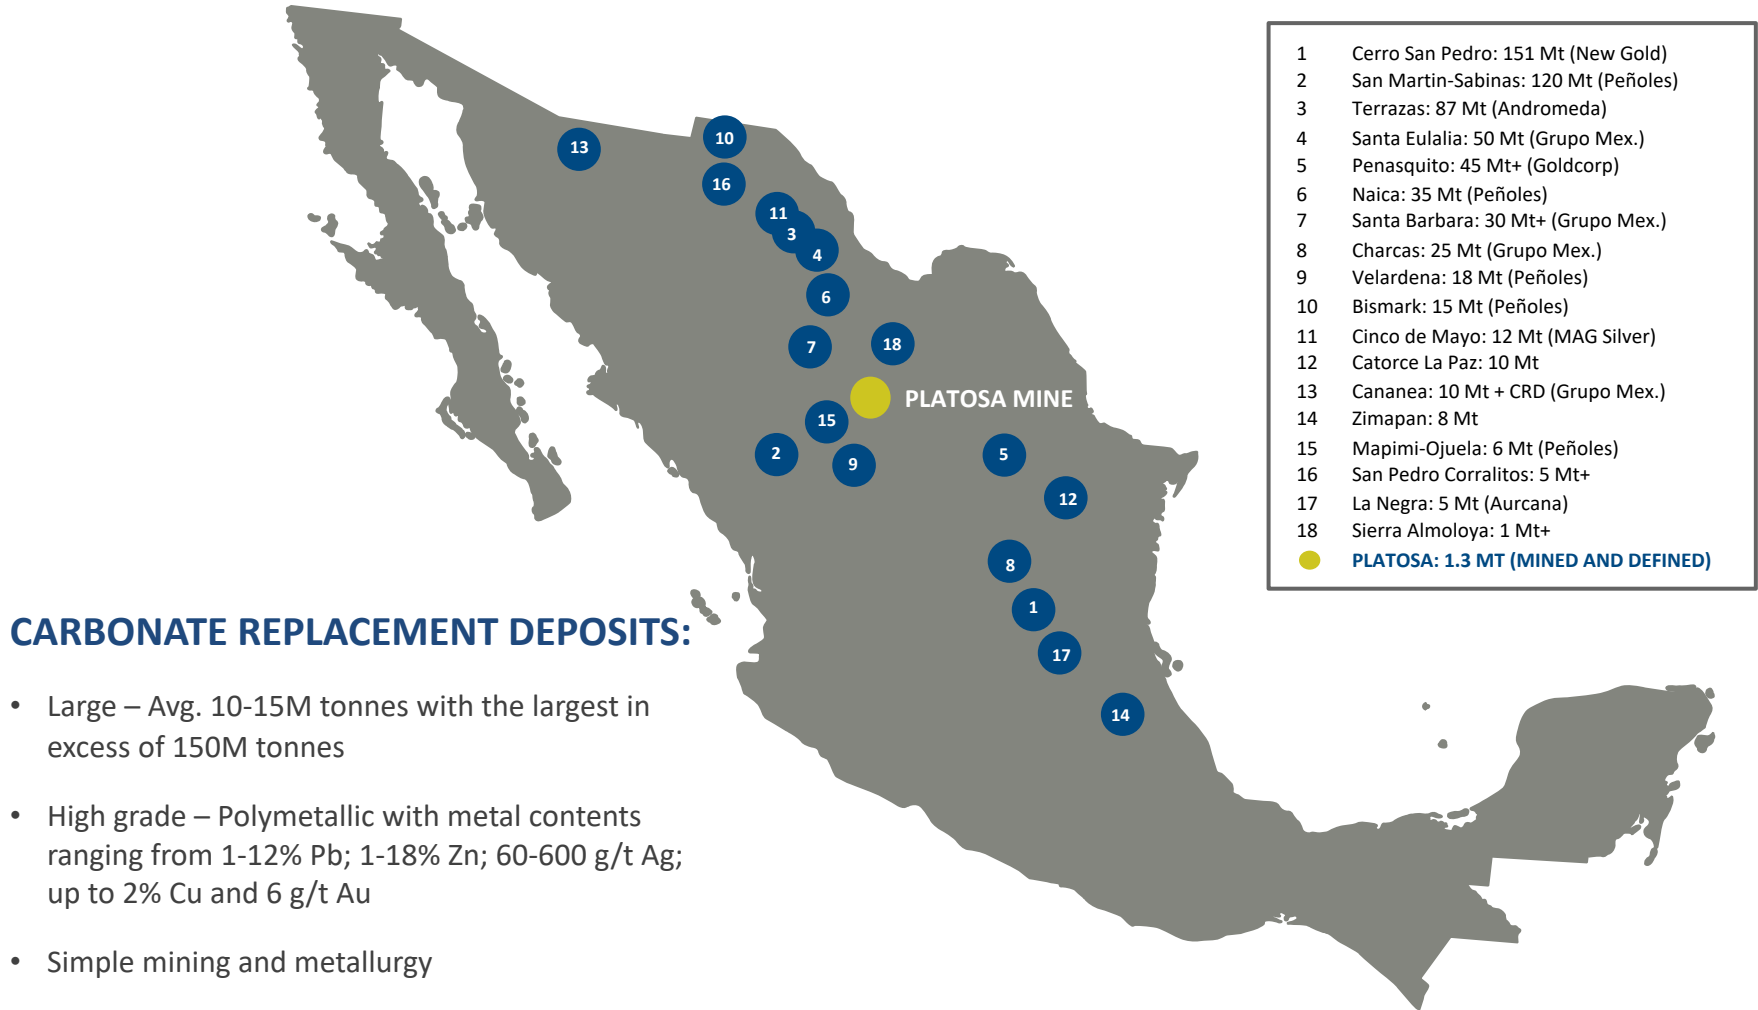 1 Cerro San Pedro: 151 Mt (New Gold)
2 San Martin-Sabinas: 120 Mt (Peñoles)
3 Terrazas: 87 Mt (Andromeda)
4 Santa Eulalia: 50 Mt (Grupo Mex.)
5 Penasquito: 45 Mt+ (Goldcorp)
6 Naica: 35 Mt (Peñoles)
7 Santa Barbara: 30 Mt+ (Grupo Mex.)
8 Charcas: 25 Mt (Grupo Mex.)
9 Velardena: 18 Mt (Peñoles)
10 Bismark: 15 Mt (Peñoles)
11 Cinco de Mayo: 12 Mt (MAG Silver)
12 Catorce La Paz: 10 Mt
13 Cananea: 10 Mt + CRD (Grupo Mex.)
14 Zimapan: 8 Mt
15 Mapimi-Ojuela: 6 Mt (Peñoles)
16 San Pedro Corralitos: 5 Mt+
17 La Negra: 5 Mt (Aurcana)
18 Sierra Almoloya: 1 Mt+
PLATOSA: 1.3 MT (MINED AND DEFINED)
10
13
16
11
3
4
6
7
18
PLATOSA MINE
15
2
9
5
12
8
1
17
14
CARBONATE REPLACEMENT DEPOSITS:
• Large – Avg. 10-15M tonnes with the largest in
excess of 150M tonnes
• High grade – Polymetallic with metal contents
ranging from 1-12% Pb; 1-18% Zn; 60-600 g/t Ag;
up to 2% Cu and 6 g/t Au
• Simple mining and metallurgy